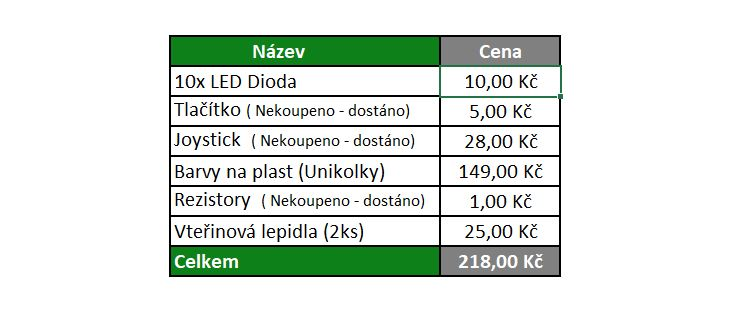 Název Cena
10x LED Dioda 10,00 Kč
Tlačítko ( Nekoupeno - dostáno) 5,00 Kč
Joystick ( Nekoupeno - dostáno) 28,00 Kč
Barvy na plast (Unikolky) 149,00 Kč
Rezistory ( Nekoupeno - dostáno) 1,00 Kč
Vteřinová lepidla (2ks) 25,00 Kč
Celkem 218,00 Kč